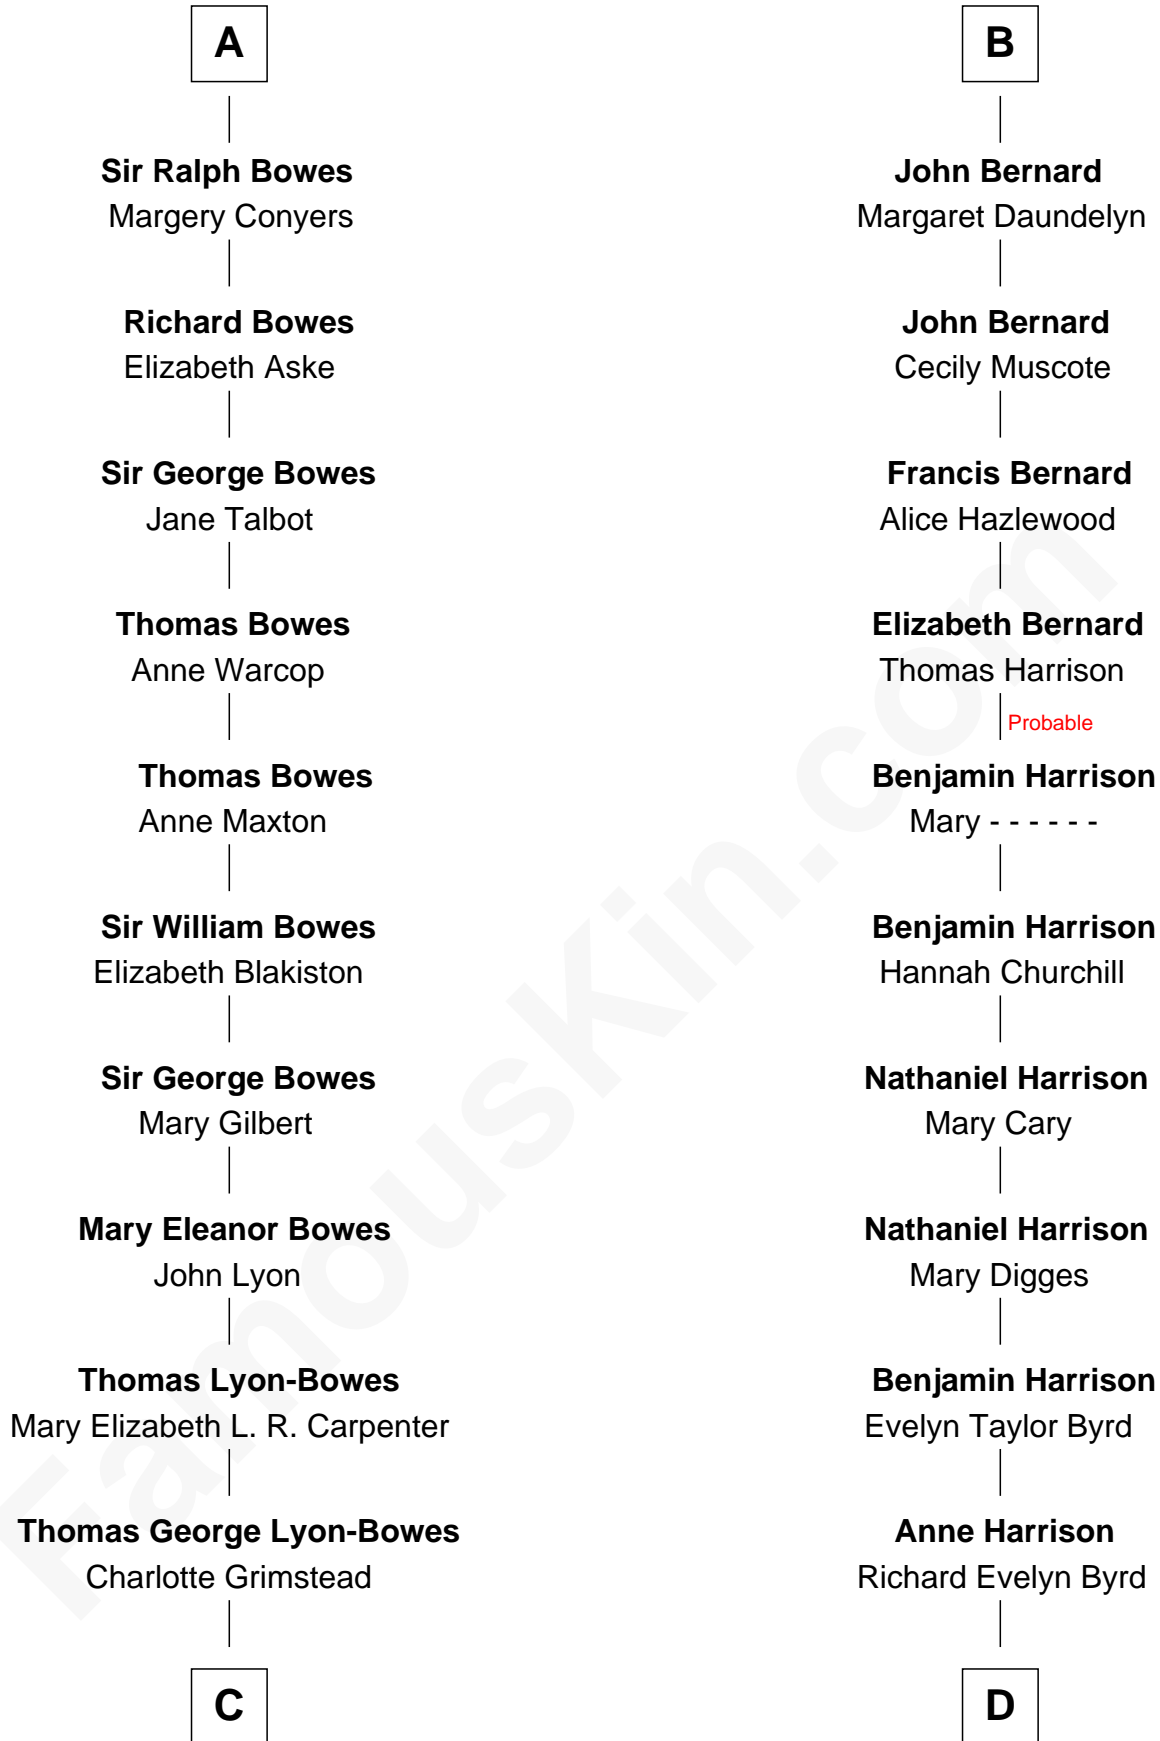 A
Sir Ralph Bowes
Margery Conyers
Richard Bowes
Elizabeth Aske
Sir George Bowes
Jane Talbot
Thomas Bowes
Anne Warcop
Thomas Bowes
Anne Maxton
Sir William Bowes
Elizabeth Blakiston
Sir George Bowes
Mary Gilbert
Mary Eleanor Bowes
John Lyon
Thomas Lyon-Bowes
Mary Elizabeth L. R. Carpenter
Thomas George Lyon-Bowes
Charlotte Grimstead
C
B
John Bernard
Margaret Daundelyn
John Bernard
Cecily Muscote
Francis Bernard
Alice Hazlewood
Elizabeth Bernard
Thomas Harrison
Probable
Benjamin Harrison
Mary - - - - - -
Benjamin Harrison
Hannah Churchill
Nathaniel Harrison
Mary Cary
Nathaniel Harrison
Mary Digges
Benjamin Harrison
Evelyn Taylor Byrd
Anne Harrison
Richard Evelyn Byrd
D
FamousKin.com